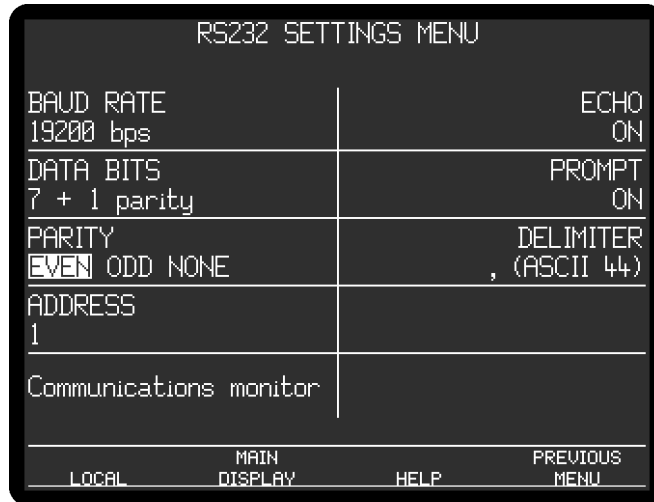 RS232 SETTINGS MENU
BAUD RATE
19200 bps
ECHO
ON
DATA BITS
7 + 1 parity
PROMPT
ON
PARITY
EVEN ODD NONE
DELIMITER
, (ASCII 44)
ADDRESS
1
Communications monitor
LOCAL
MAIN
DISPLAY
HELP
PREVIOUS
MENU